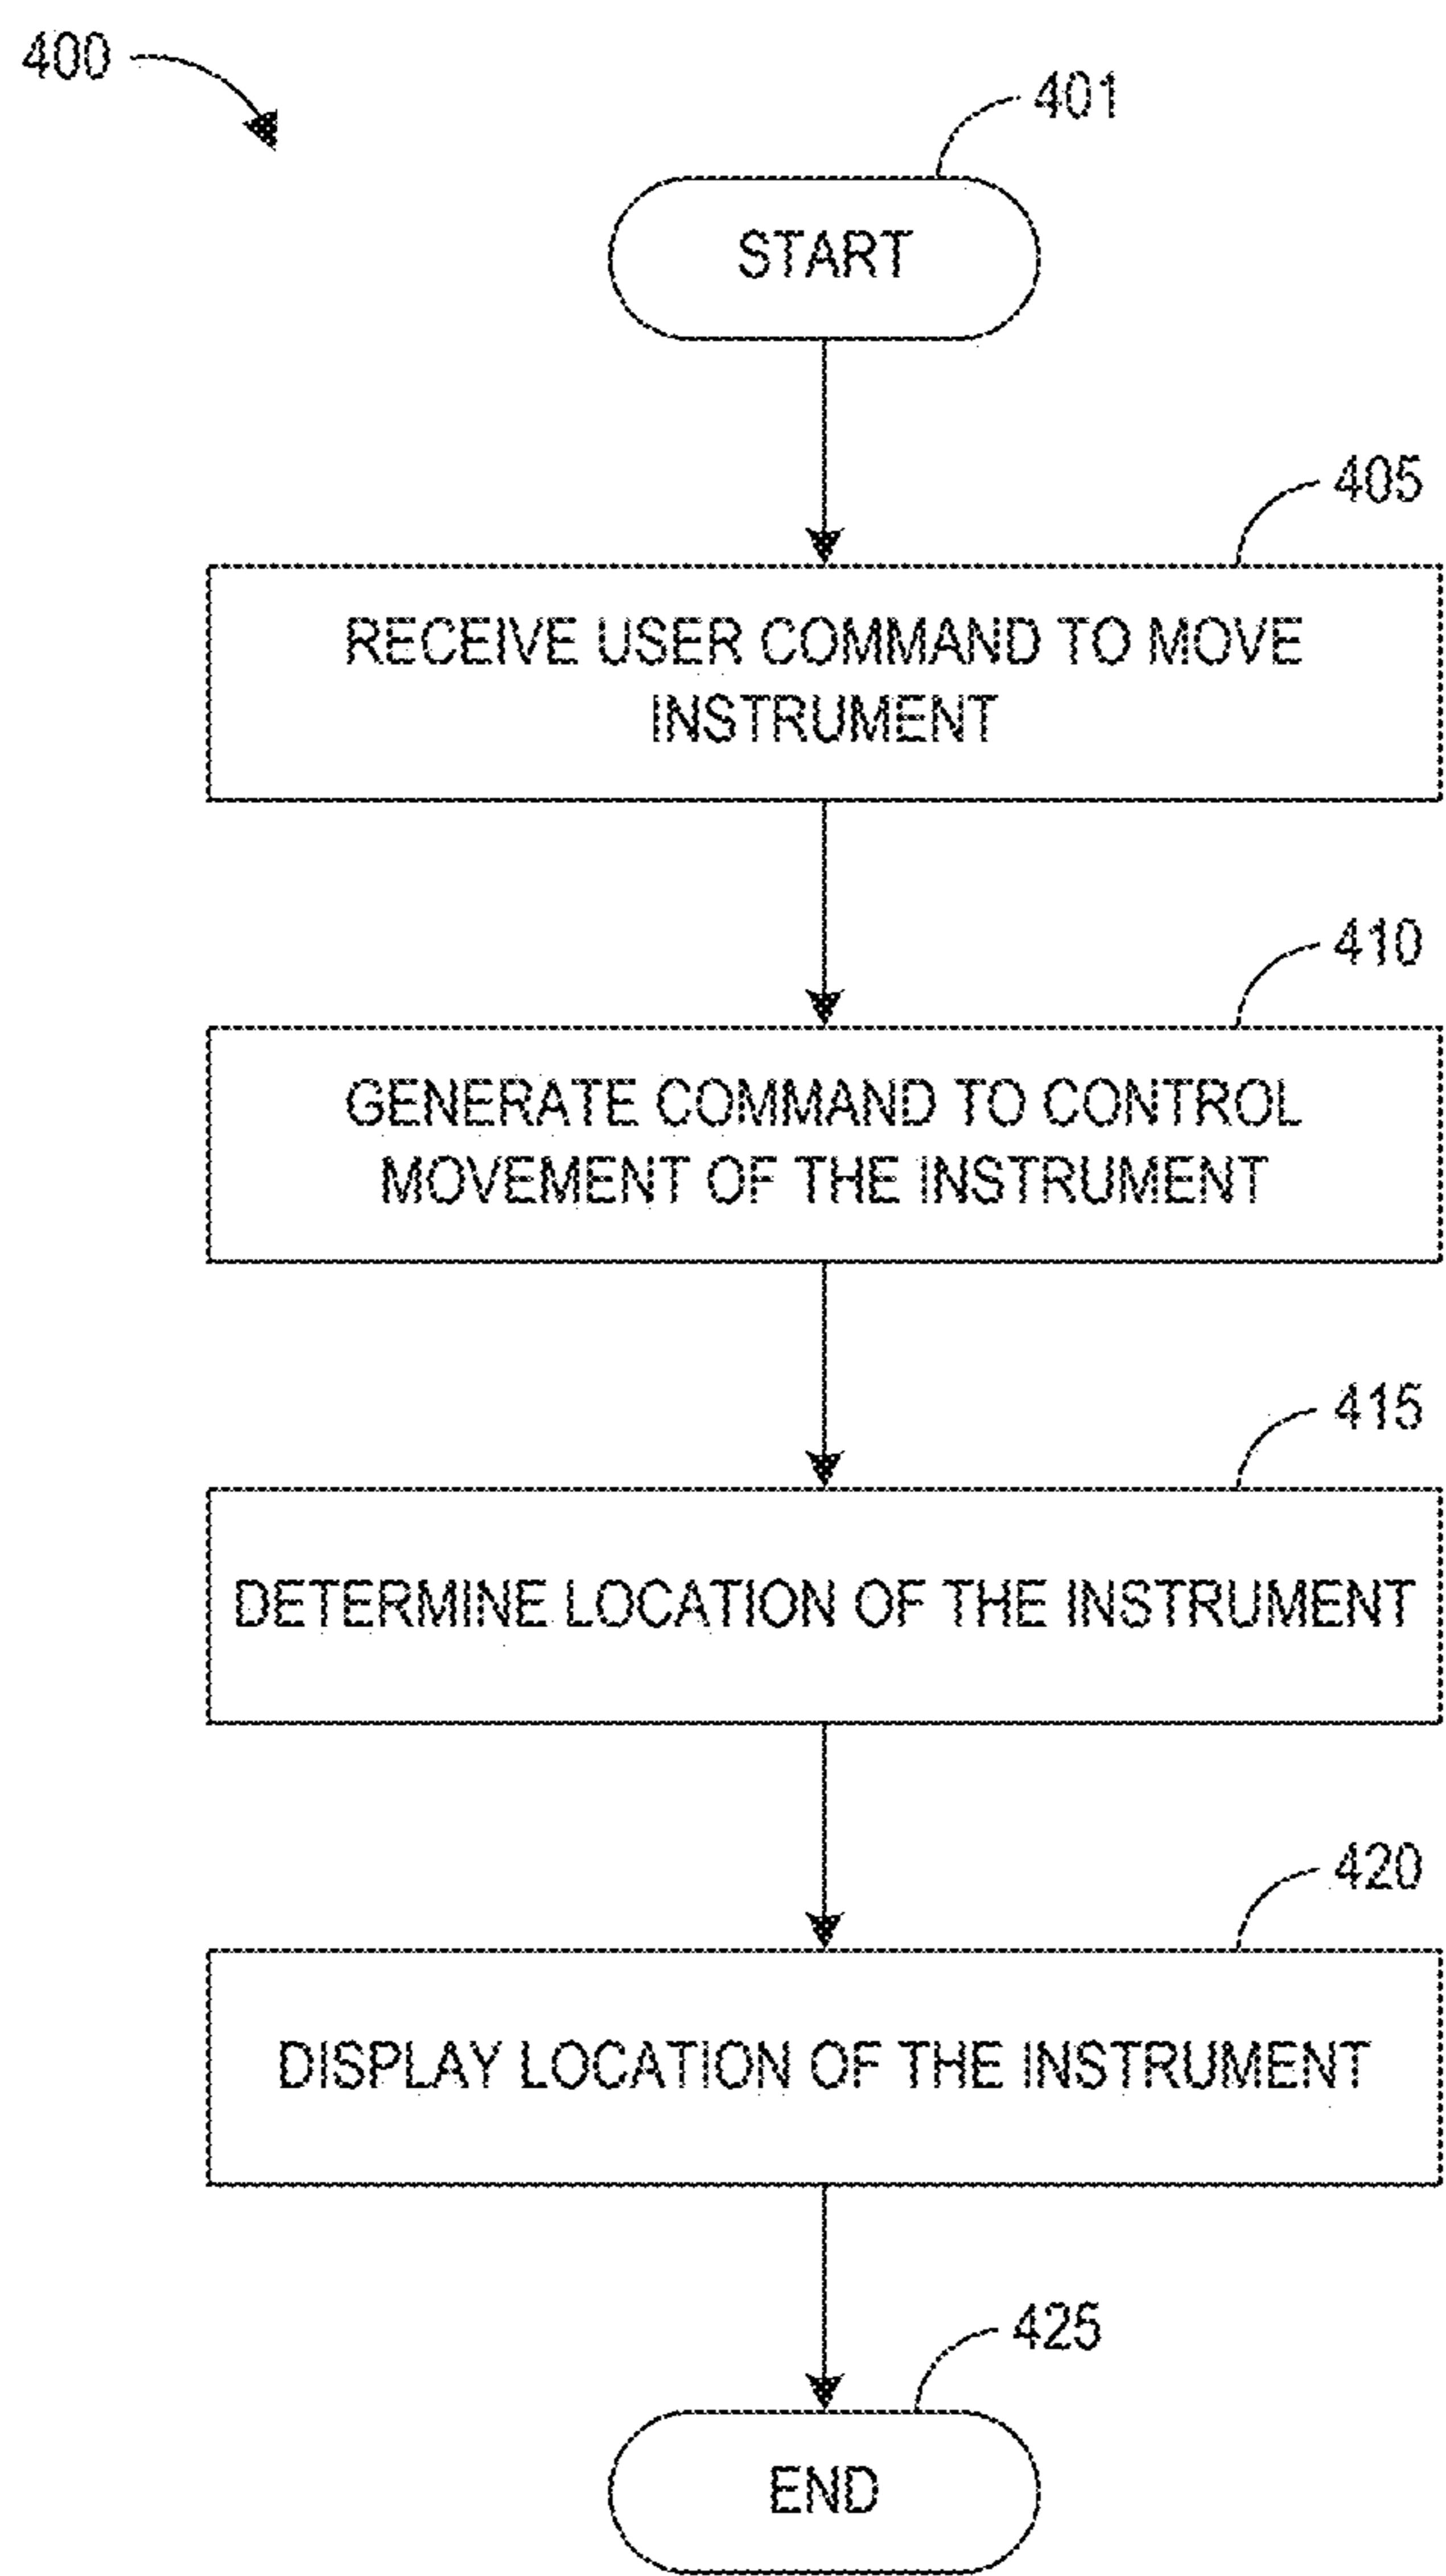 400
401
START
405
RECEIVE USER COMMAND TO MOVE
INSTRUMENT
410
GENERATE COMMAND TO CONTROL
MOVEMENT OF THE INSTRUMENT
415
DETERMINE LOCATION OF THE INSTRUMENT
420
DISPLAY LOCATION OF THE INSTRUMENT
425
END